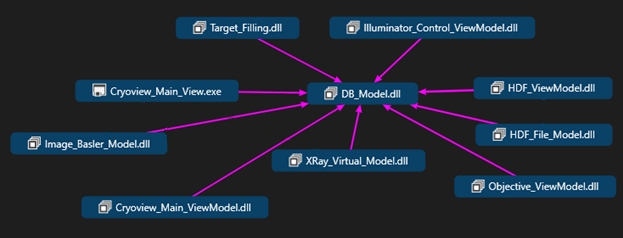 Target_Filling.dll
Illuminator_Control_ViewModel.dll
Cryoview_Main_View.exe
DB_Model.dll
HDF_ViewModel.dll
Image_Basler_Model.dll
HDF_File_Model.dll
XRay_Virtual_Model.dll
Objective_ViewModel.dll
Cryoview_Main_ViewModel.dll